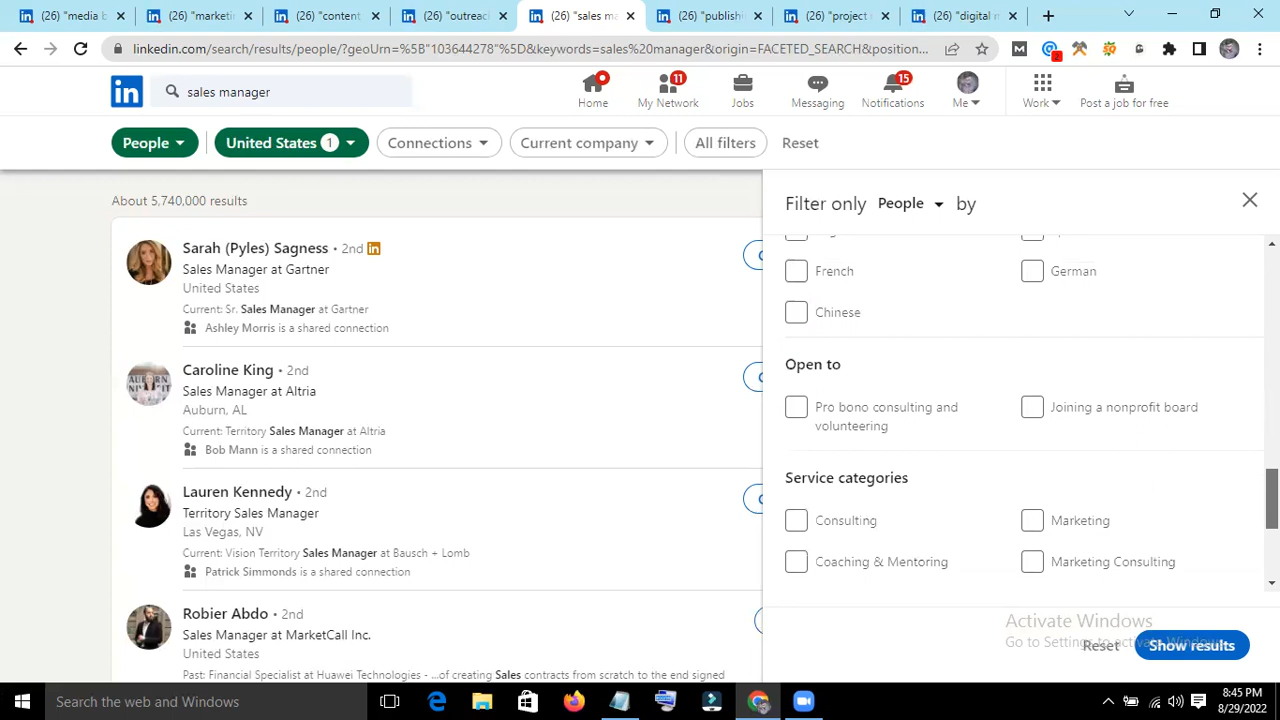 (26) "media b
(26) "marketin
(26) "content
(26) "outreac
(26) "sales ma
(26) "publishi
(26) "project
(26) "digital m
linkedin.com/search/results/people/?geoUrn=%5B"103644278"%5D&keywords=sales%20manager&origin=FACETED_SEARCH&position...
in
sales manager
11
15
Home
My Network
Jobs
Messaging
Notifications
Me
Work
Post a job for free
People
United States 1
Connections
Current company
All filters
Reset
About 5,740,000 results
Sarah (Pyles) Sagness • 2nd in
Sales Manager at Gartner
United States
Current: Sr. Sales Manager at Gartner
Ashley Morris is a shared connection
Caroline King • 2nd
Sales Manager at Altria
Auburn, AL
Current: Territory Sales Manager at Altria
Bob Mann is a shared connection
Lauren Kennedy • 2nd
Territory Sales Manager
Las Vegas, NV
Current: Vision Territory Sales Manager at Bausch + Lomb
Patrick Simmonds is a shared connection
Robier Abdo • 2nd
Sales Manager at MarketCall Inc.
United States
Past: Financial Specialist at Huawei Technologies - ...of creating Sales contracts from start to the end signed
Filter only People by
French
German
Chinese
Open to
Pro bono consulting and
volunteering
Joining a nonprofit board
Service categories
Consulting
Marketing
Coaching & Mentoring
Marketing Consulting
Activate Windows
Go to Settings to activate Windows.
Reset
Show results
Search the web and Windows
8:45 PM
8/29/2022